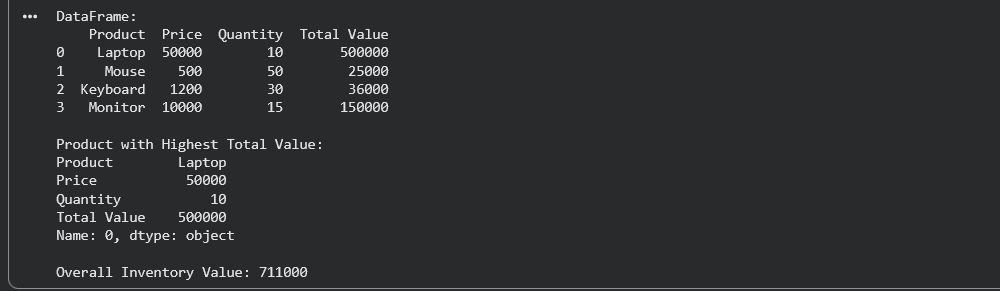 DataFrame:
    Product  Price  Quantity  Total Value
0    Laptop  50000        10       500000
1     Mouse    500        50        25000
2  Keyboard   1200        30        36000
3   Monitor  10000        15       150000

Product with Highest Total Value:
Product        Laptop
Price           50000
Quantity           10
Total Value    500000
Name: 0, dtype: object

Overall Inventory Value: 711000